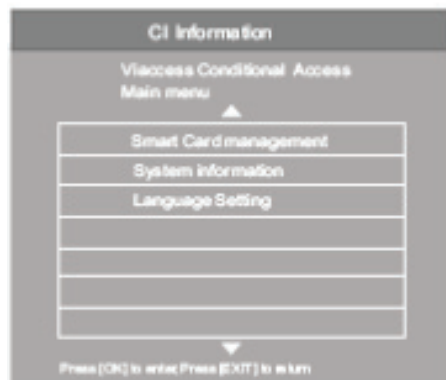 CI Information
Viaccess Conditional Access
Main menu
Smart Card management
System information
Language Setting
Press [OK] to enter, Press [EXIT] to return